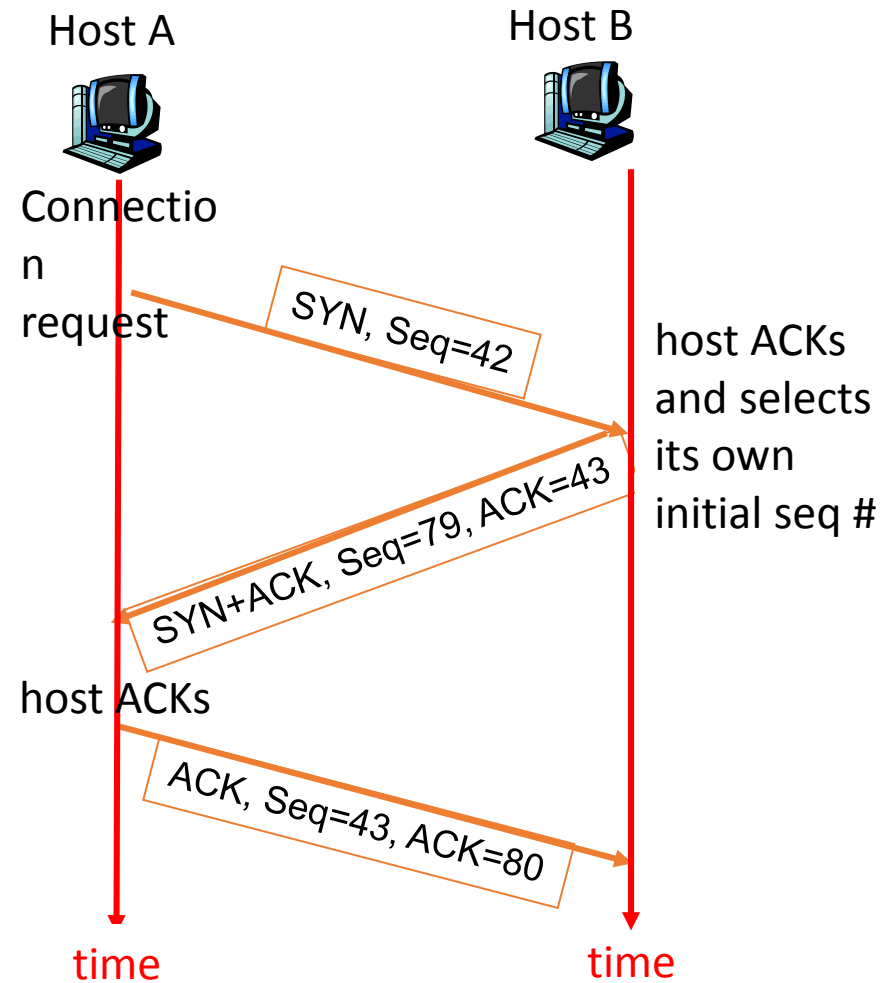 Host A
Host B
Connectio
n
request
SYN, Seq=42
host ACKs
and selects
its own
initial seq #
SYN+ACK, Seq=79, ACK=43
host ACKs
ACK, Seq=43, ACK=80
time
time